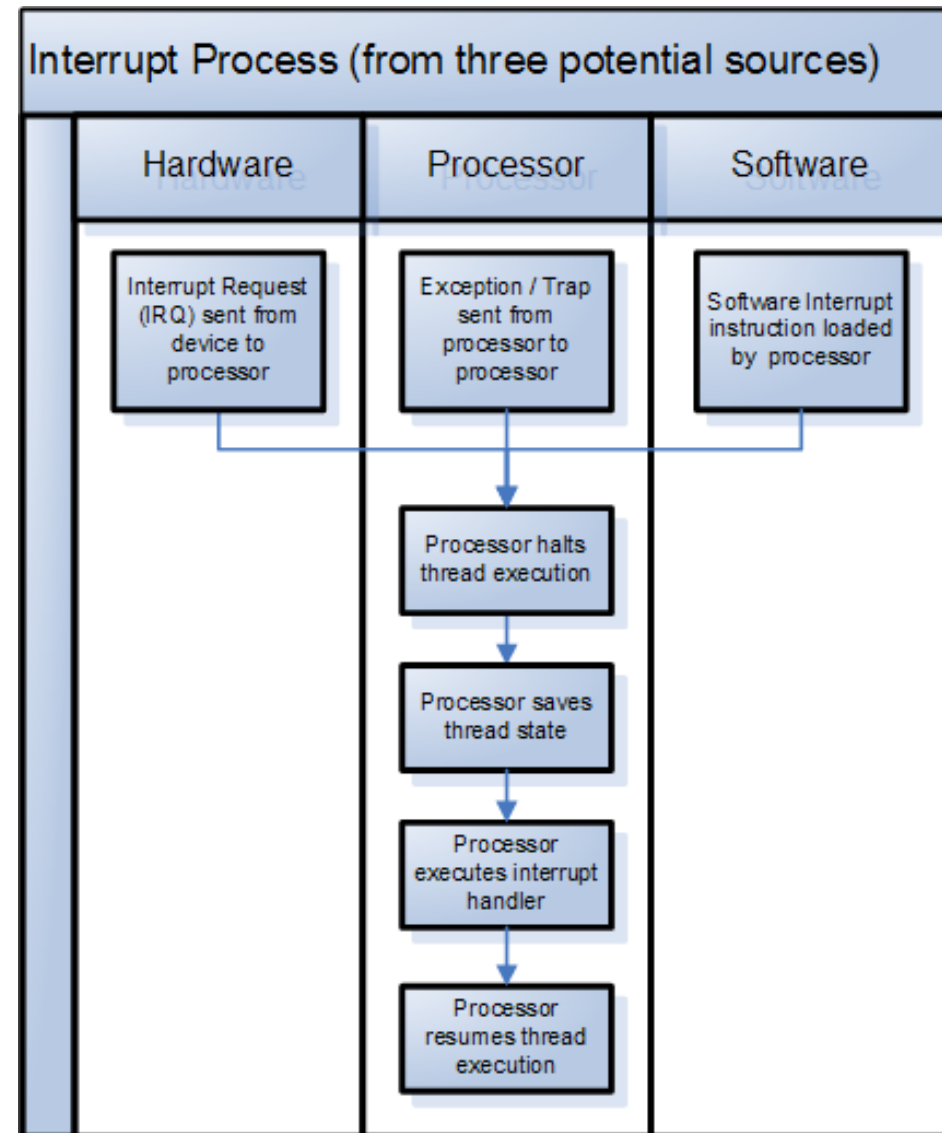 Interrupt Process (from three potential sources)
Hardware
Processor
Software
Interrupt Request
(IRQ) sent from
device to
processor
Exception / Trap
sent from
processor to
processor
Software Interrupt
instruction loaded
by processor
Processor halts
thread execution
Processor saves
thread state
Processor
executes interrupt
handler
Processor
resumes thread
execution